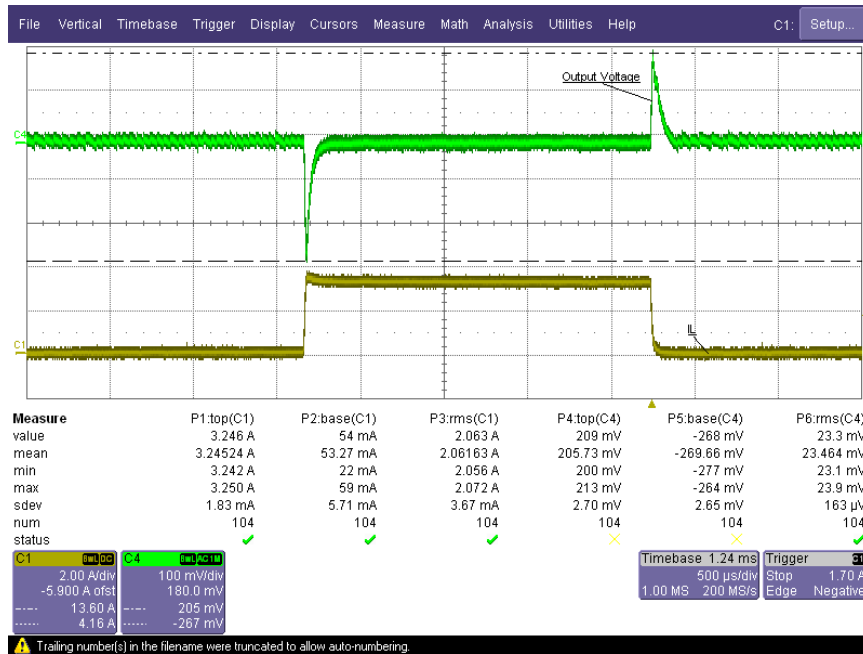 File Vertical Timebase Trigger Display Cursors Measure Math Analysis Utilities Help C1: Setup...
Output Voltage
C4
C1
IL
Measure P1:top(C1) P2:base(C1) P3:rms(C1) P4:top(C4) P5:base(C4) P6:rms(C4)
value 3.246 A 54 mA 2.063 A 209 mV -268 mV 23.3 mV
mean 3.24524 A 53.27 mA 2.06163 A 205.73 mV -269.66 mV 23.464 mV
min 3.242 A 22 mA 2.056 A 200 mV -277 mV 23.1 mV
max 3.250 A 59 mA 2.072 A 213 mV -264 mV 23.9 mV
sdev 1.83 mA 5.71 mA 3.67 mA 2.70 mV 2.65 mV 163 µV
num 104 104 104 104 104 104
status
C1 BwL DC C4 BwL AC1M Timebase 1.24 ms Trigger C1
2.00 A/div 100 mV/div 500 µs/div Stop 1.70 A
-5.900 A ofst 180.0 mV 1.00 MS 200 MS/s Edge Negative
13.60 A 205 mV
4.16 A -267 mV
Trailing number(s) in the filename were truncated to allow auto-numbering.